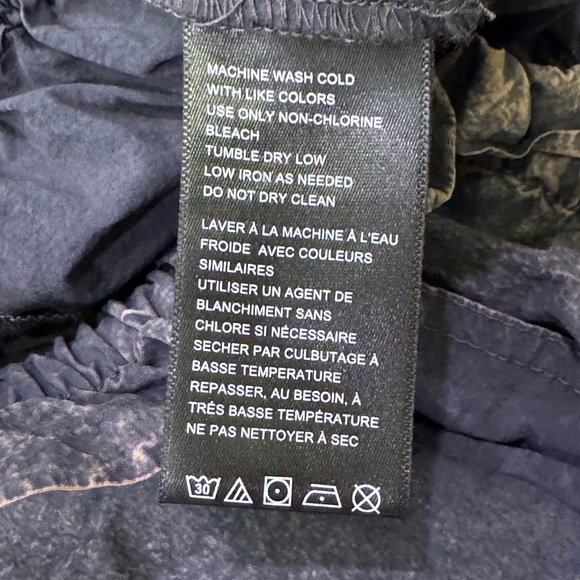 MACHINE WASH COLD
WITH LIKE COLORS
USE ONLY NON-CHLORINE
BLEACH
TUMBLE DRY LOW
LOW IRON AS NEEDED
DO NOT DRY CLEAN
LAVER À LA MACHINE À L'EAU
FROIDE AVEC COULEURS
SIMILAIRES
UTILISER UN AGENT DE
BLANCHIMENT SANS
CHLORE SI NÉCESSAIRE
SECHER PAR CULBUTAGE À
BASSE TEMPERATURE
REPASSER, AU BESOIN, À
TRÉS BASSE TEMPÉRATURE
NE PAS NETTOYER À SEC
30